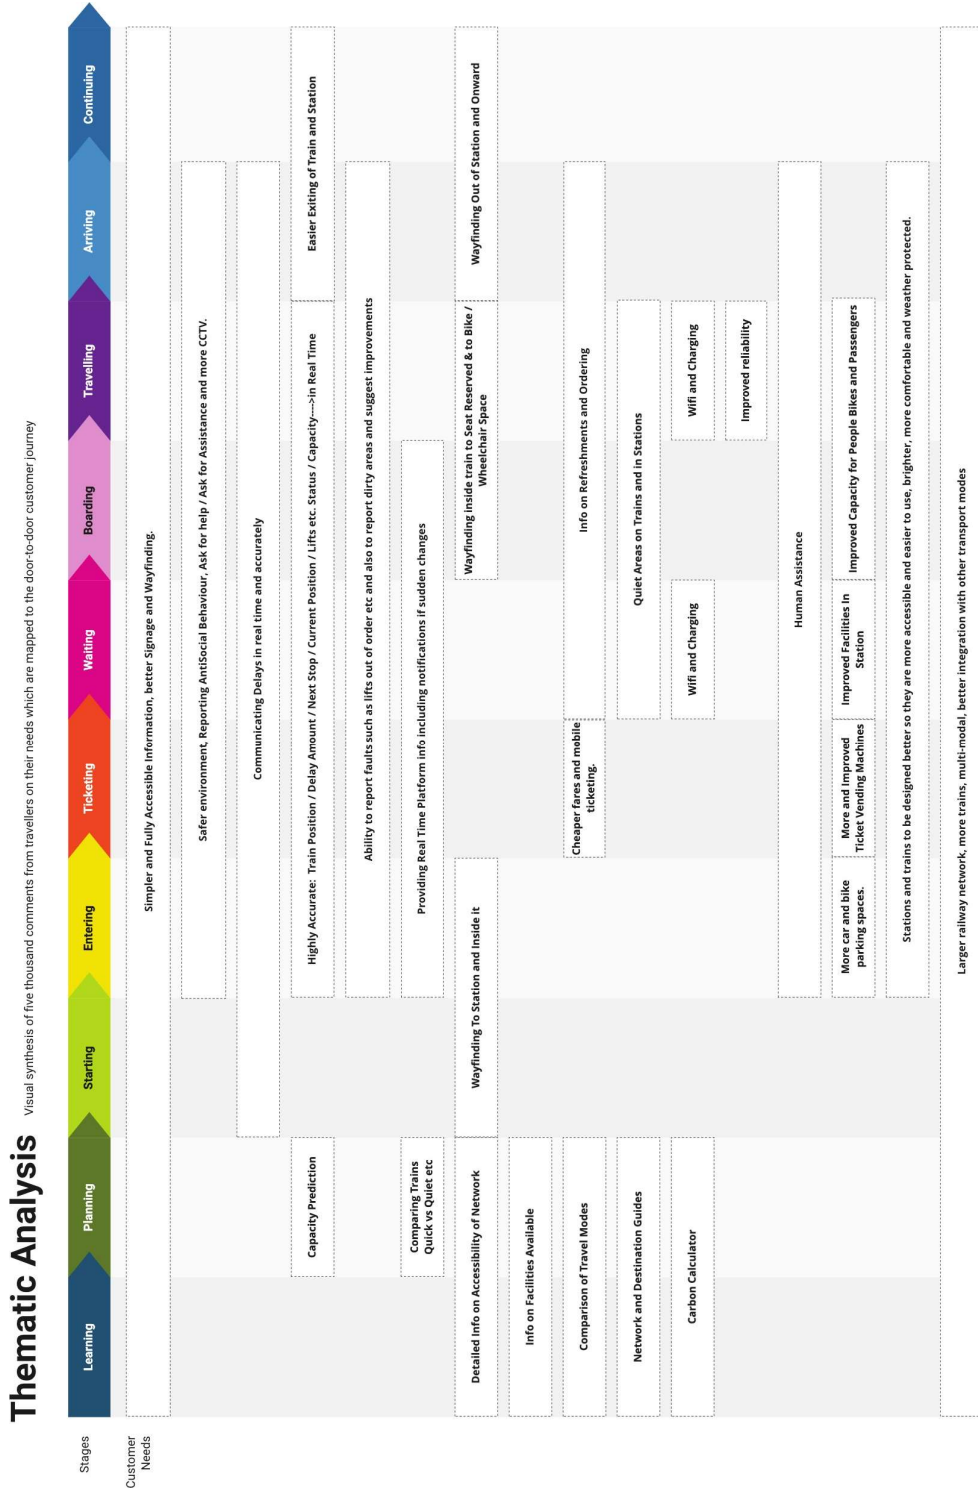 Thematic Analysis
Visual synthesis of five thousand comments from travellers on their needs which are mapped to the door-to-door customer journey
Stages
Learning
Planning
Starting
Entering
Ticketing
Waiting
Boarding
Travelling
Arriving
Continuing
Customer
Needs
Simpler and Fully Accessible Information, better Signage and Wayfinding.
Safer environment, Reporting AntiSocial Behaviour, Ask for help / Ask for Assistance and more CCTV.
Communicating Delays in real time and accurately
Capacity Prediction
Highly Accurate: Train Position / Delay Amount / Next Stop / Current Position / Lifts etc. Status / Capacity---->in Real Time
Easier Exiting of Train and Station
Ability to report faults such as lifts out of order etc and also to report dirty areas and suggest improvements
Comparing Trains
Quick vs Quiet etc
Providing Real Time Platform info including notifications if sudden changes
Detailed Info on Accessibility of Network
Wayfinding To Station and Inside it
Wayfinding inside train to Seat Reserved & to Bike /
Wheelchair Space
Wayfinding Out of Station and Onward
Info on Facilities Available
Comparison of Travel Modes
Cheaper fares and mobile
ticketing.
Info on Refreshments and Ordering
Network and Destination Guides
Quiet Areas on Trains and in Stations
Carbon Calculator
Wifi and Charging
Wifi and Charging
Improved reliability
Human Assistance
More car and bike
parking spaces.
More and Improved
Ticket Vending Machines
Improved Facilities In
Station
Improved Capacity for People Bikes and Passengers
Stations and trains to be designed better so they are more accessible and easier to use, brighter, more comfortable and weather protected.
Larger railway network, more trains, multi-modal, better integration with other transport modes